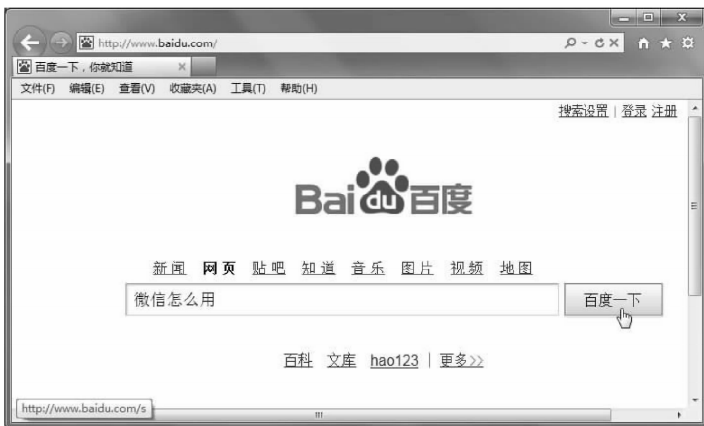 http://www.baidu.com/
百度一下，你就知道
文件(F) 编辑(E) 查看(V) 收藏夹(A) 工具(T) 帮助(H)
搜索设置 | 登录 注册
Bai du 百度
新闻 网页 贴吧 知道 音乐 图片 视频 地图
微信怎么用 百度一下
百科 文库 hao123 | 更多>>
http://www.baidu.com/s